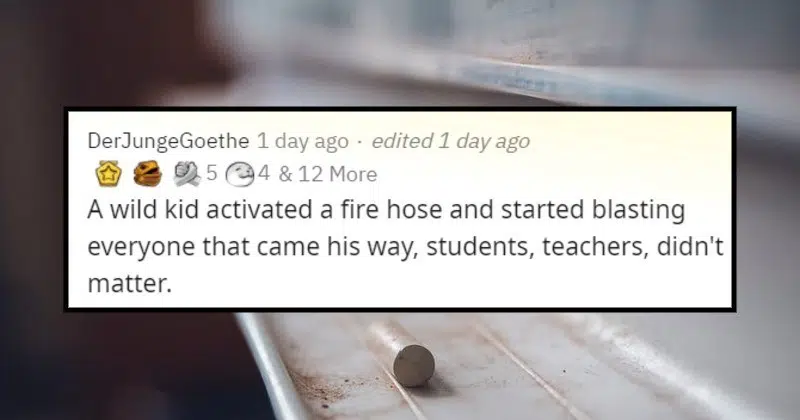 DerJungeGoethe 1 day ago · edited 1 day ago
5 4 & 12 More
A wild kid activated a fire hose and started blasting
everyone that came his way, students, teachers, didn't
matter.